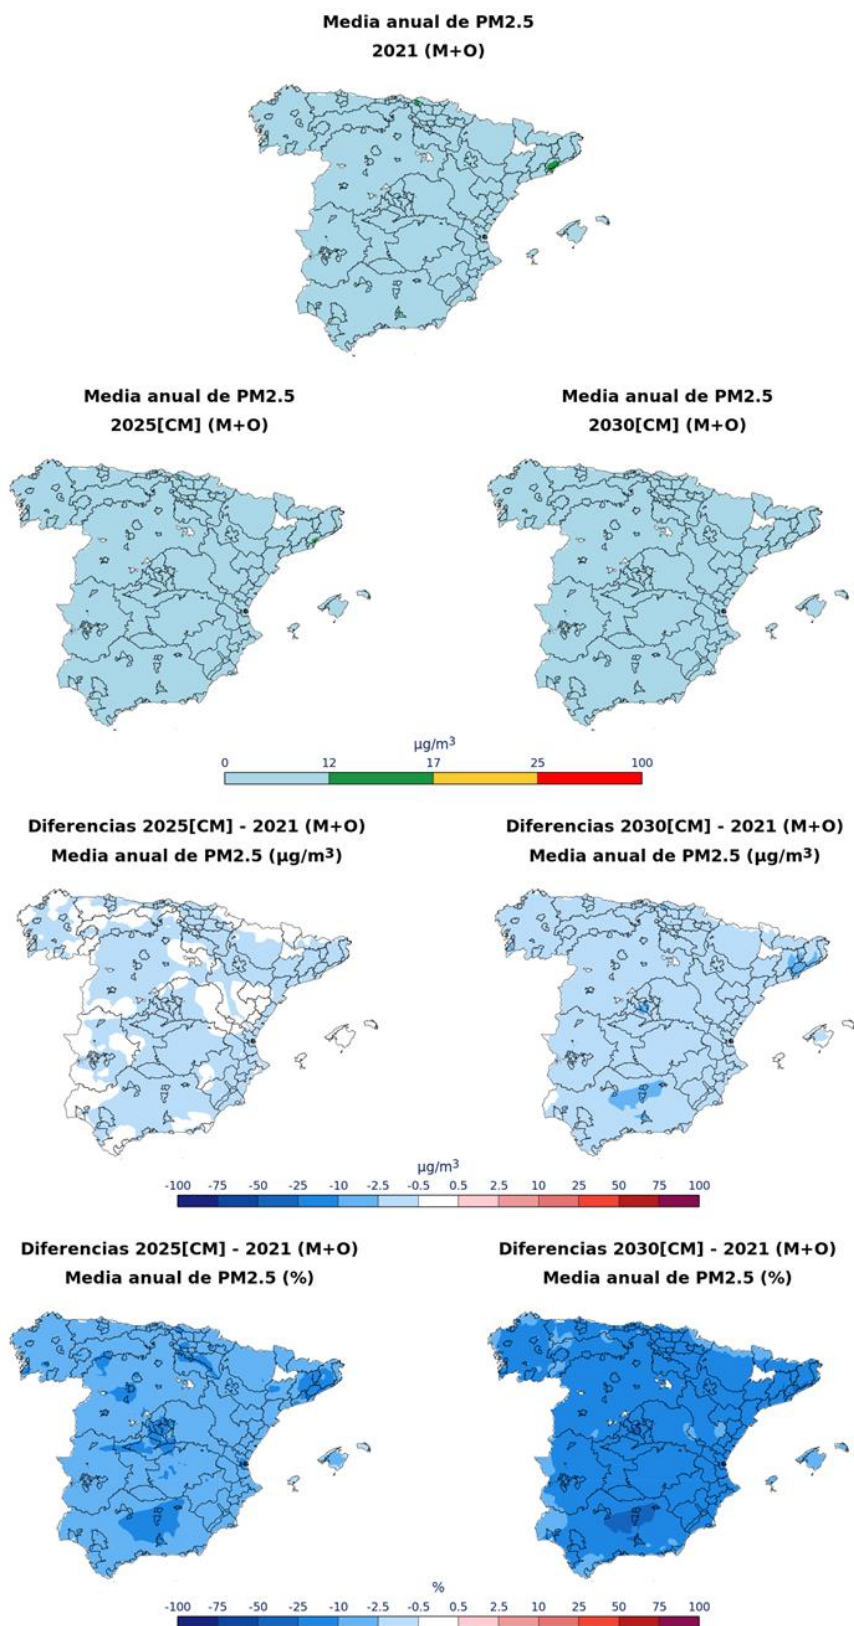 Media anual de PM2.5
2021 (M+O)
Media anual de PM2.5
2025[CM] (M+O)
Media anual de PM2.5
2030[CM] (M+O)
µg/m³
0 12 17 25 100
Diferencias 2025[CM] - 2021 (M+O)
Media anual de PM2.5 (µg/m³)
Diferencias 2030[CM] - 2021 (M+O)
Media anual de PM2.5 (µg/m³)
µg/m³
-100 -75 -50 -25 -10 -2.5 -0.5 0.5 2.5 10 25 50 75 100
Diferencias 2025[CM] - 2021 (M+O)
Media anual de PM2.5 (%)
Diferencias 2030[CM] - 2021 (M+O)
Media anual de PM2.5 (%)
%
-100 -75 -50 -25 -10 -2.5 -0.5 0.5 2.5 10 25 50 75 100